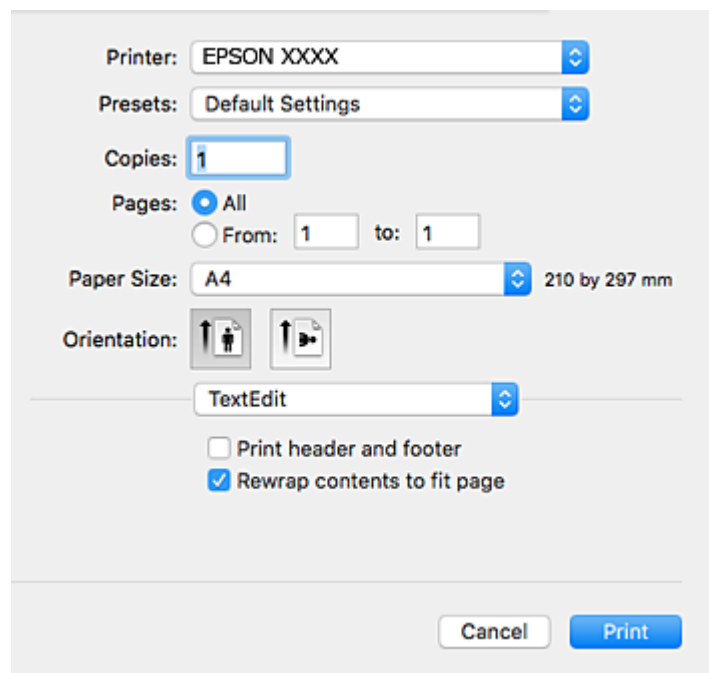 Printer: EPSON XXXX
Presets: Default Settings
Copies: 1
Pages: All
From: 1 to: 1
Paper Size: A4 210 by 297 mm
Orientation:
TextEdit
Print header and footer
Rewrap contents to fit page
Cancel Print